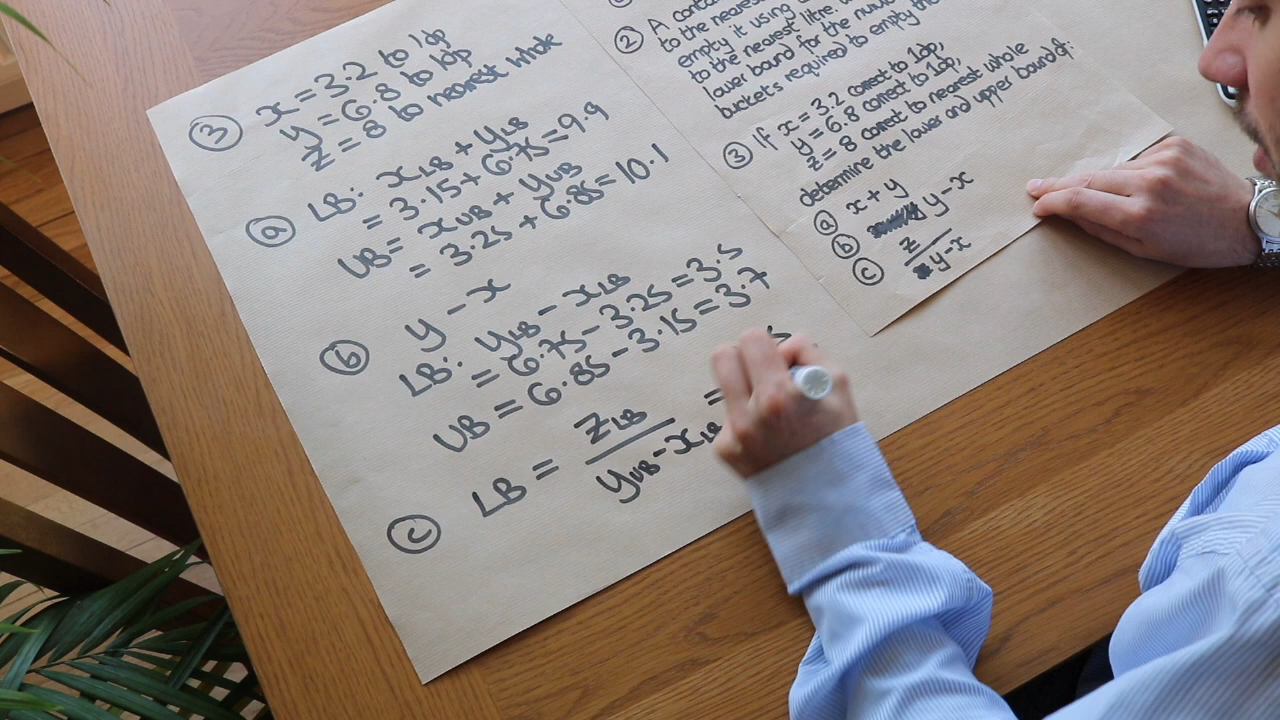 ③ x = 3.2 to 1dp
y = 6.8 to 1dp
z = 8 to nearest whole
ⓐ LB: xLB + yLB
= 3.15 + 6.75 = 9.9
UB = xUB + yUB
= 3.25 + 6.85 = 10.1
ⓑ y - x
LB: yLB - xLB
= 6.75 - 3.25 = 3.5
UB = 6.85 - 3.15 = 3.7
ⓒ LB = zLB / yUB - xLB =
② A
to the nearest
empty it using
to the nearest litre.
lower bound for the
buckets required to empty the
③ If x = 3.2 correct to 1dp,
y = 6.8 correct to 1dp,
z = 8 correct to nearest whole
determine the lower and upper bound of:
ⓐ x + y
ⓑ y - x
ⓒ z / y - x